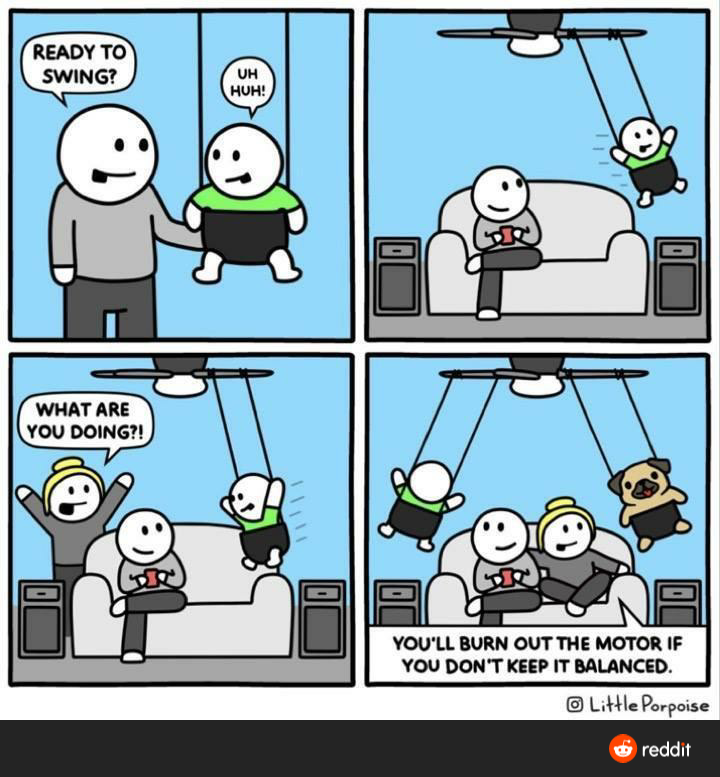 READY TO
SWING?
UH
HUH!
WHAT ARE
YOU DOING?!
YOU'LL BURN OUT THE MOTOR IF
YOU DON'T KEEP IT BALANCED.
Little Porpoise
reddit